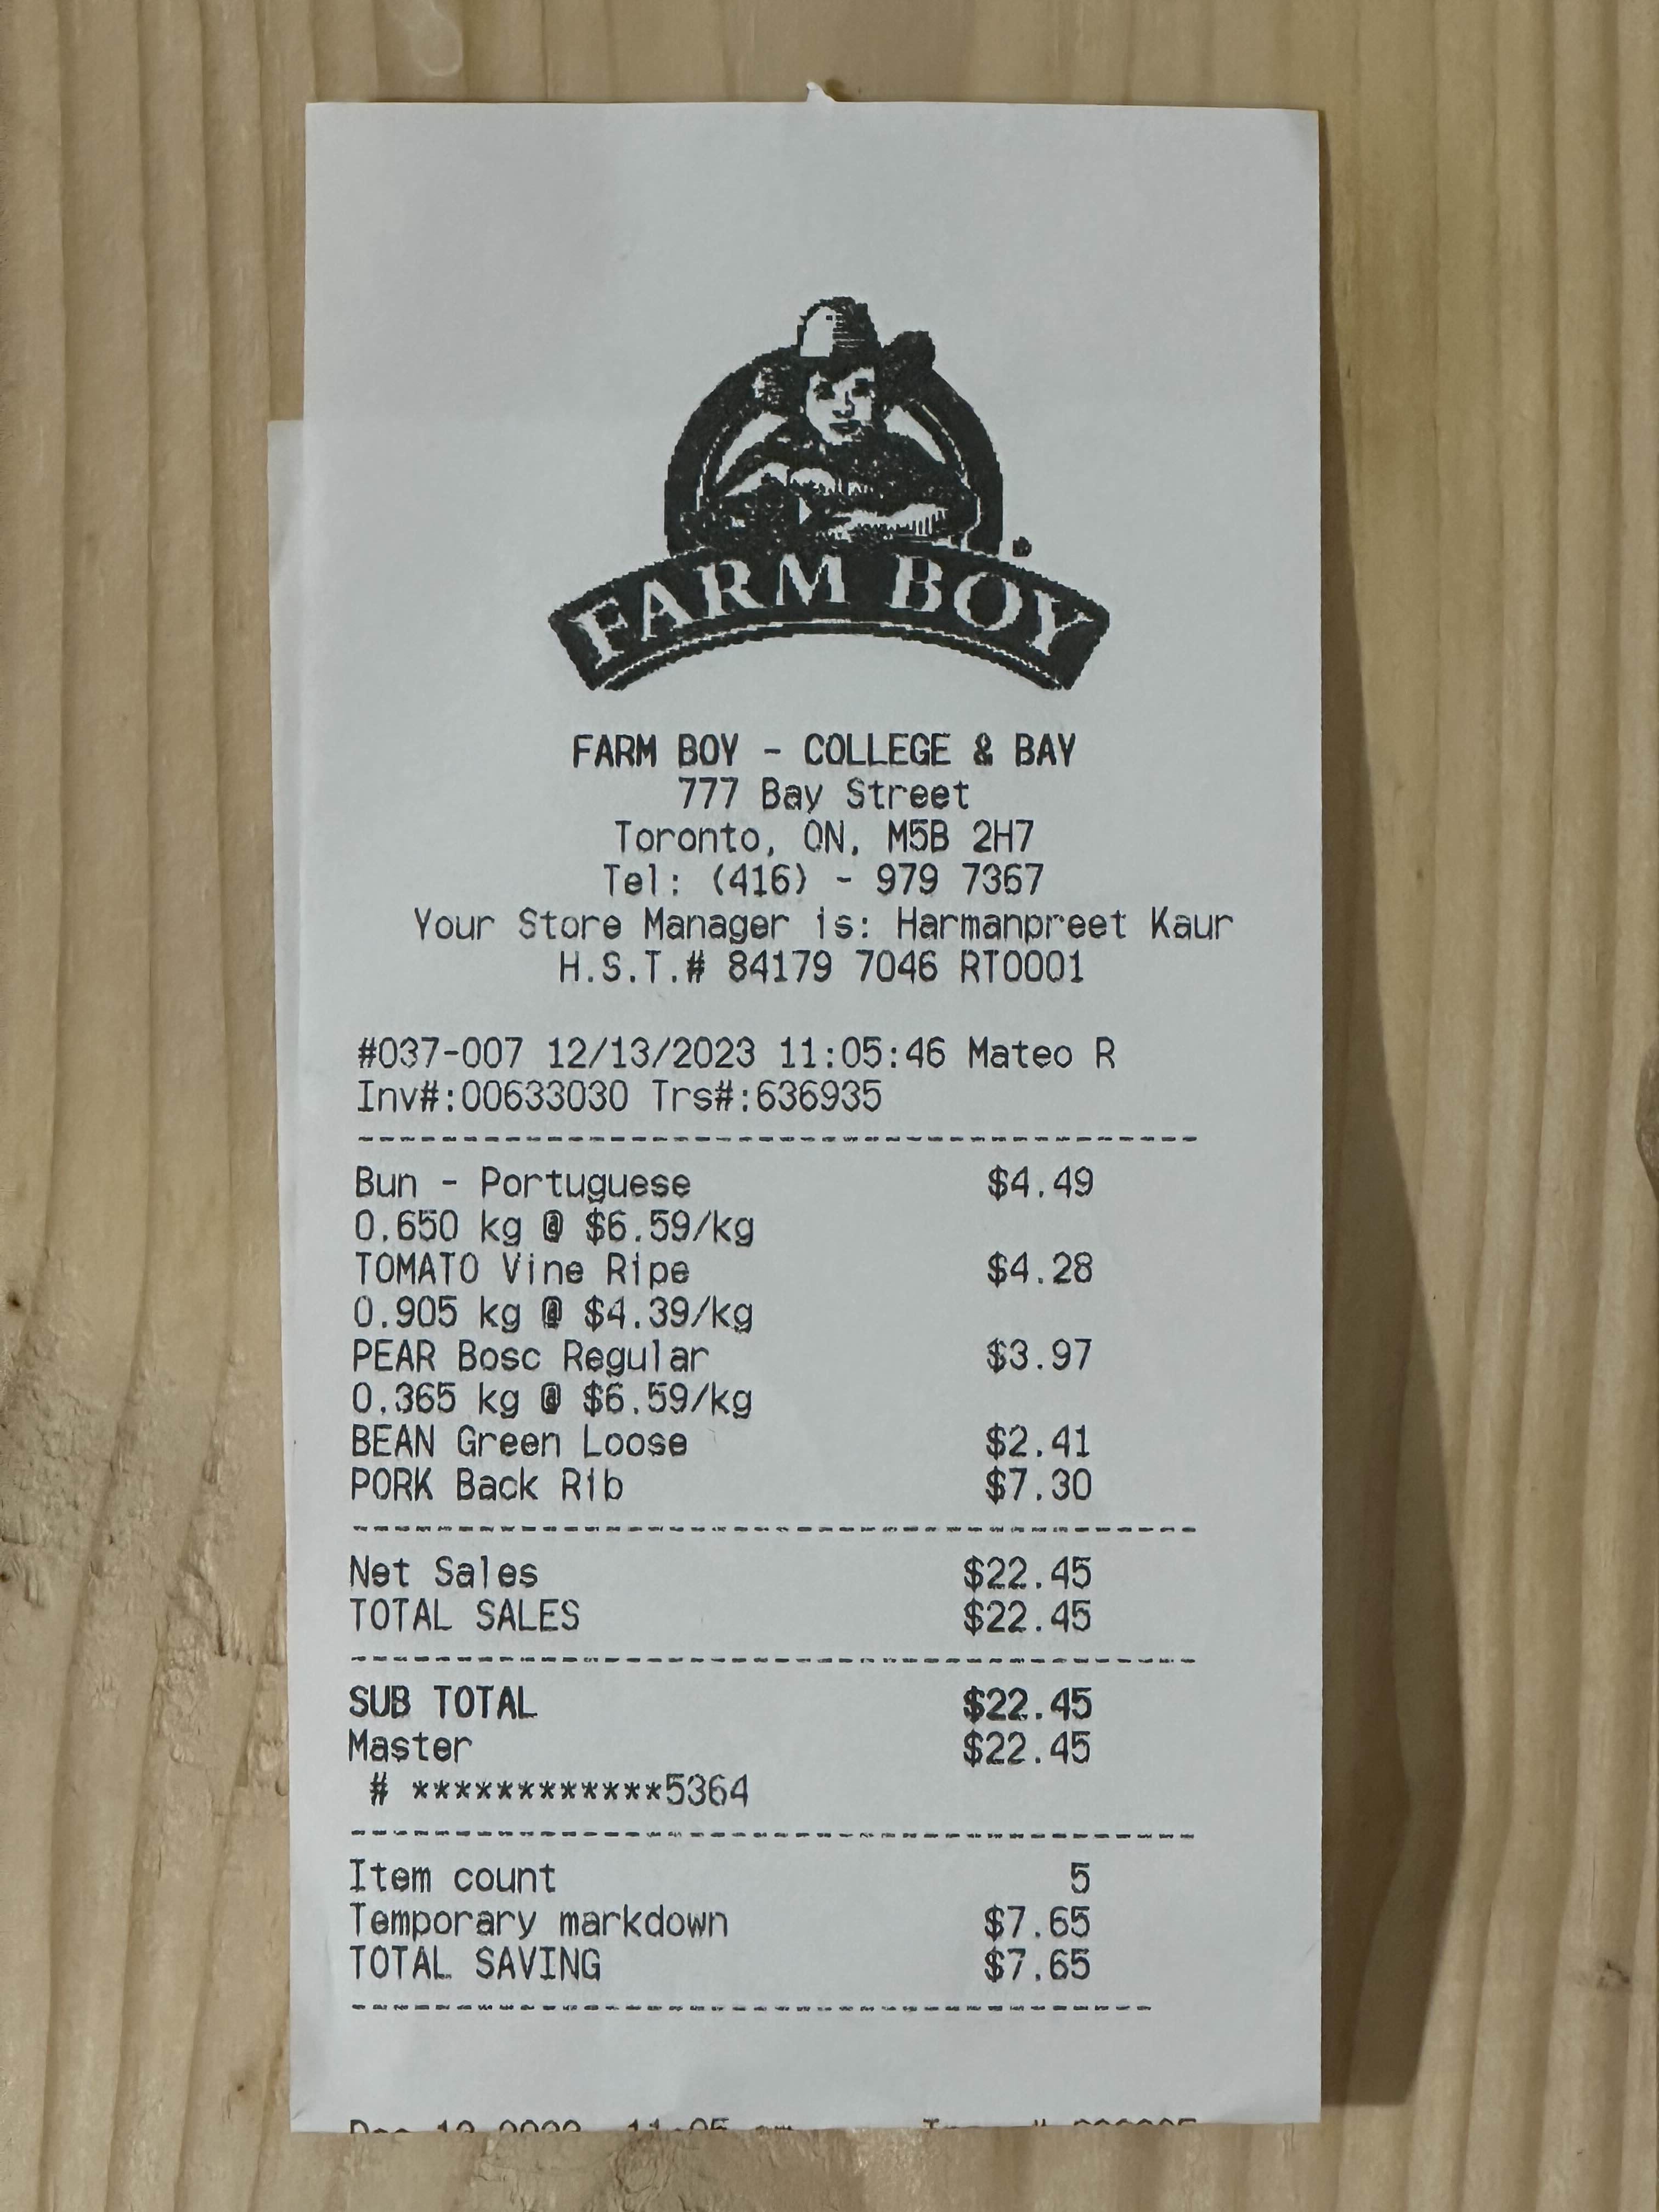 FARM BOY
FARM BOY - COLLEGE & BAY
777 Bay Street
Toronto, ON, M5B 2H7
Tel: (416) - 979 7367
Your Store Manager is: Harmanpreet Kaur
H.S.T.# 84179 7046 RT0001
#037-007 12/13/2023 11:05:46 Mateo R
Inv#:00633030 Trs#:636935
Bun - Portuguese $4.49
0.650 kg @ $6.59/kg
TOMATO Vine Ripe $4.28
0.905 kg @ $4.39/kg
PEAR Bosc Regular $3.97
0.365 kg @ $6.59/kg
BEAN Green Loose $2.41
PORK Back Rib $7.30
Net Sales $22.45
TOTAL SALES $22.45
SUB TOTAL $22.45
Master $22.45
# ************5364
Item count 5
Temporary markdown $7.65
TOTAL SAVING $7.65